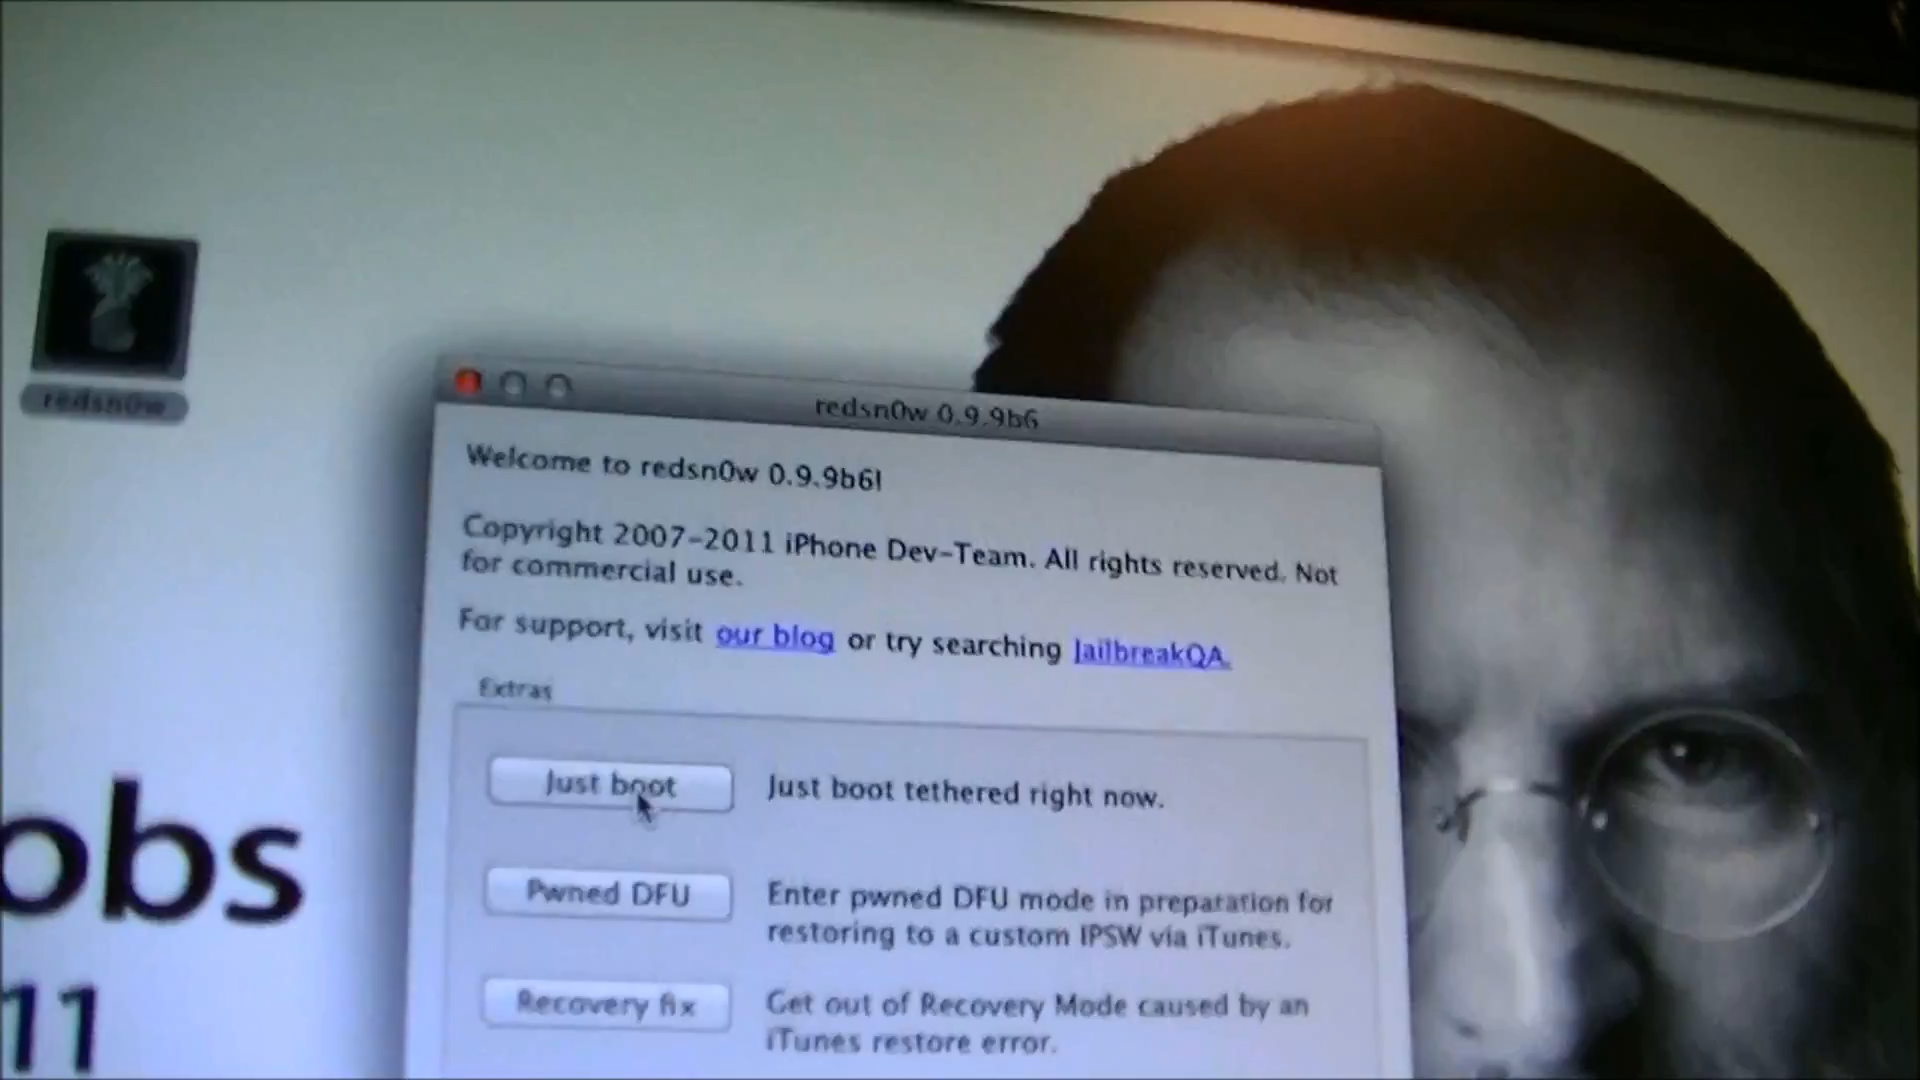 redsn0w
redsn0w 0.9.9b6
Welcome to redsn0w 0.9.9b6!
Copyright 2007-2011 iPhone Dev-Team. All rights reserved. Not
for commercial use.
For support, visit our blog or try searching JailbreakQA.
Extras
Just boot
Just boot tethered right now.
Pwned DFU
Enter pwned DFU mode in preparation for
restoring to a custom IPSW via iTunes.
Recovery fix
Get out of Recovery Mode caused by an
iTunes restore error.
obs
11